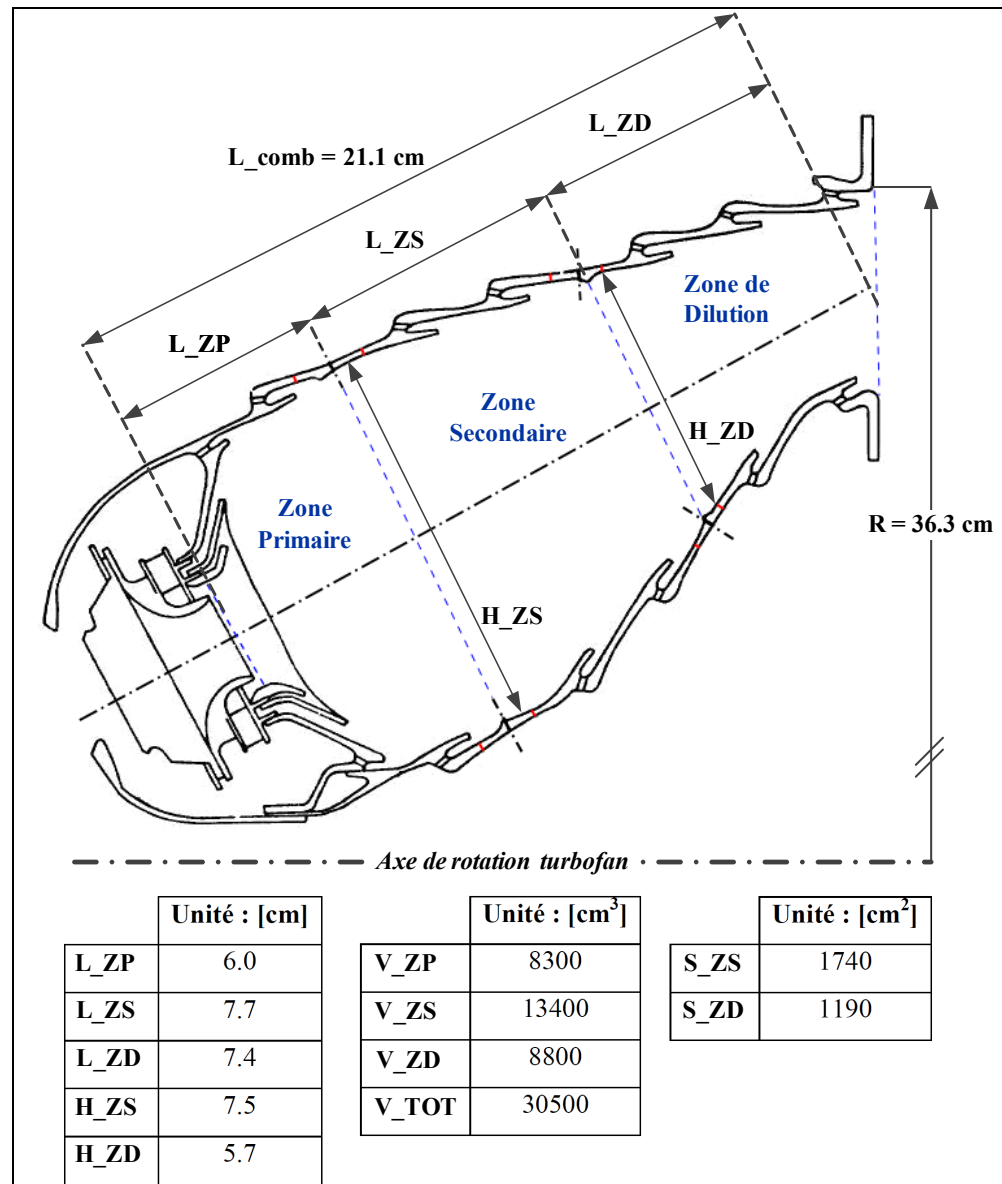 L_ZD
L_comb = 21.1 cm
L_ZS
L_ZP
Zone de
Dilution
Zone
Secondaire
H_ZD
Zone
Primaire
R = 36.3 cm
H_ZS
Axe de rotation turbofan
Unité : [cm]
L_ZP 6.0
L_ZS 7.7
L_ZD 7.4
H_ZS 7.5
H_ZD 5.7
Unité : [cm³]
V_ZP 8300
V_ZS 13400
V_ZD 8800
V_TOT 30500
Unité : [cm²]
S_ZS 1740
S_ZD 1190